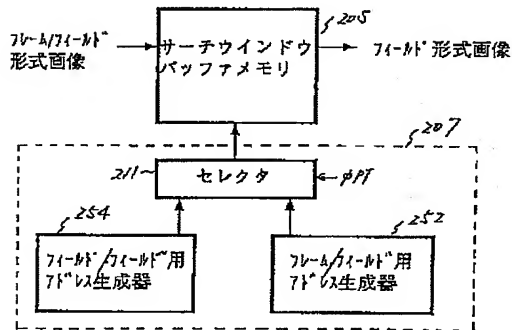 205
フレーム/フィールド
形式画像
サーチウインドウ
バッファメモリ
フィールド形式画像
207
211
セレクタ
φPT
254
252
フィールド/フィールド用
アドレス生成器
フレーム/フィールド用
アドレス生成器